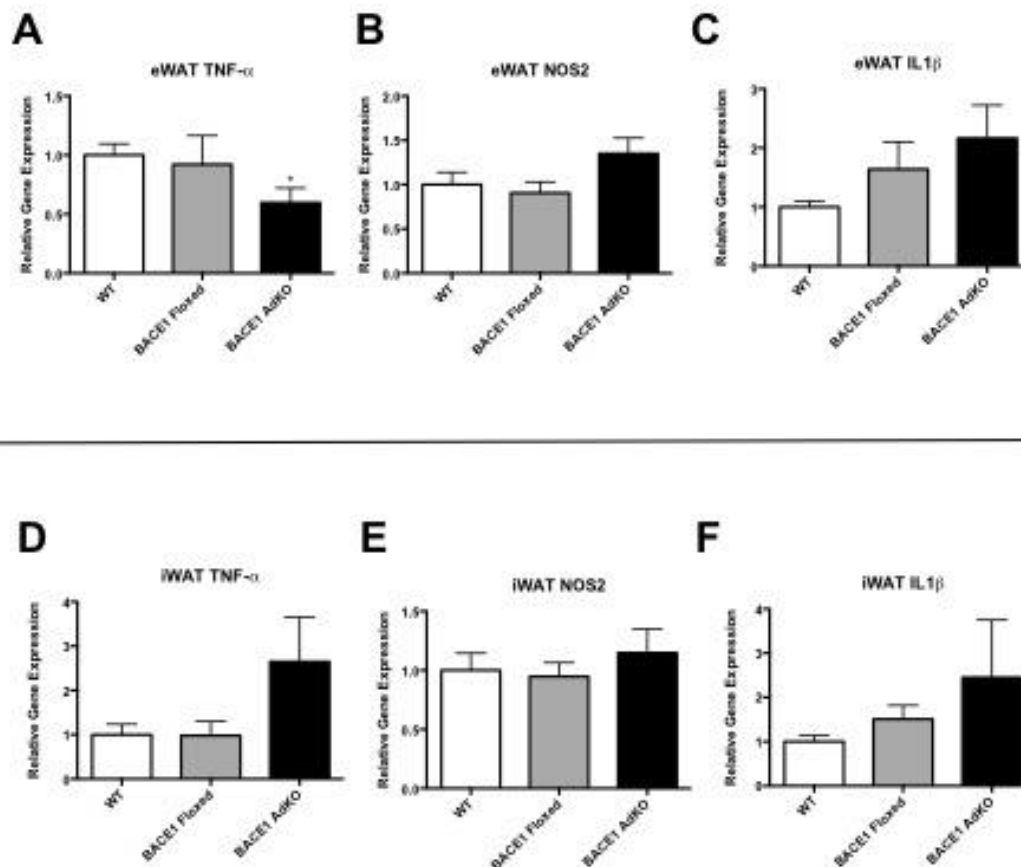 A
eWAT TNF-α
Relative Gene Expression
1.5
1.0
0.5
0.0
*
WT
BACE1 Floxed
BACE1 AdKO
B
eWAT NOS2
Relative Gene Expression
2.0
1.5
1.0
0.5
0.0
WT
BACE1 Floxed
BACE1 AdKO
C
eWAT IL1β
Relative Gene Expression
3
2
1
0
WT
BACE1 Floxed
BACE1 AdKO
D
iWAT TNF-α
Relative Gene Expression
4
3
2
1
0
WT
BACE1 Floxed
BACE1 AdKO
E
iWAT NOS2
Relative Gene Expression
1.5
1.0
0.5
0.0
WT
BACE1 Floxed
BACE1 AdKO
F
iWAT IL1β
Relative Gene Expression
4
3
2
1
0
WT
BACE1 Floxed
BACE1 AdKO